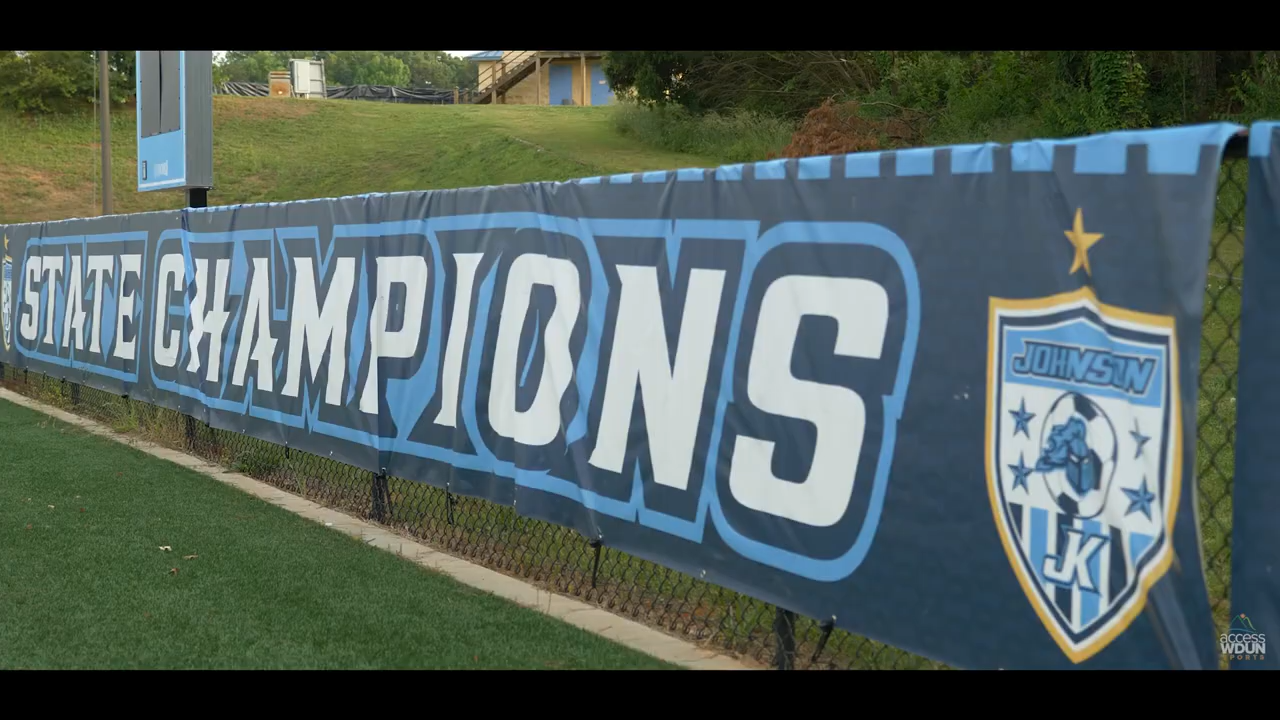 STATE CHAMPIONS
JOHNSON
JK
access
WDUN
SPORTS